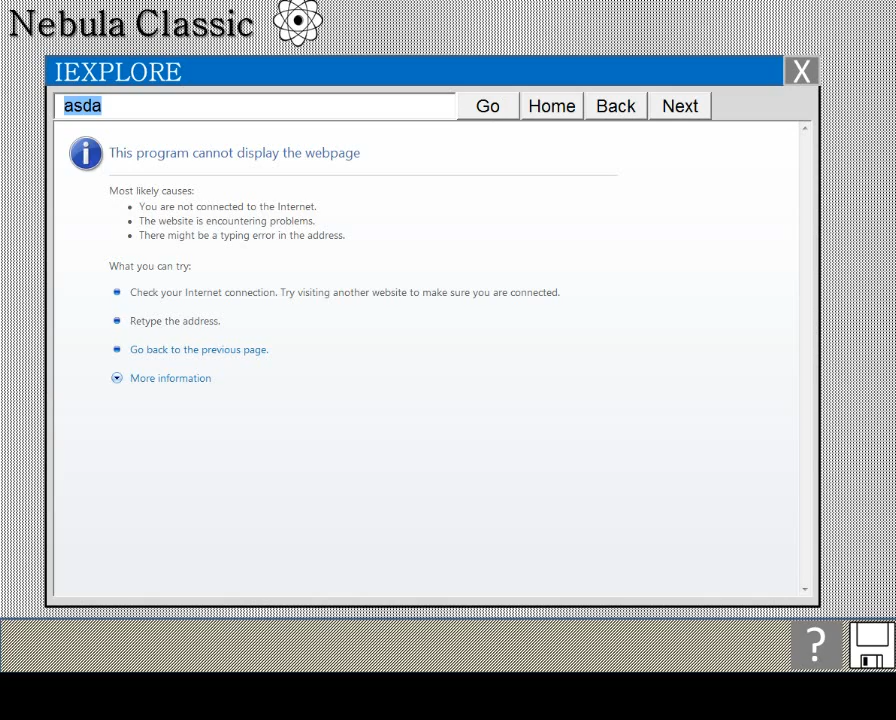 Nebula Classic
IEXPLORE X
asda Go Home Back Next
This program cannot display the webpage
Most likely causes:
• You are not connected to the Internet.
• The website is encountering problems.
• There might be a typing error in the address.
What you can try:
Check your Internet connection. Try visiting another website to make sure you are connected.
Retype the address.
Go back to the previous page.
More information
?